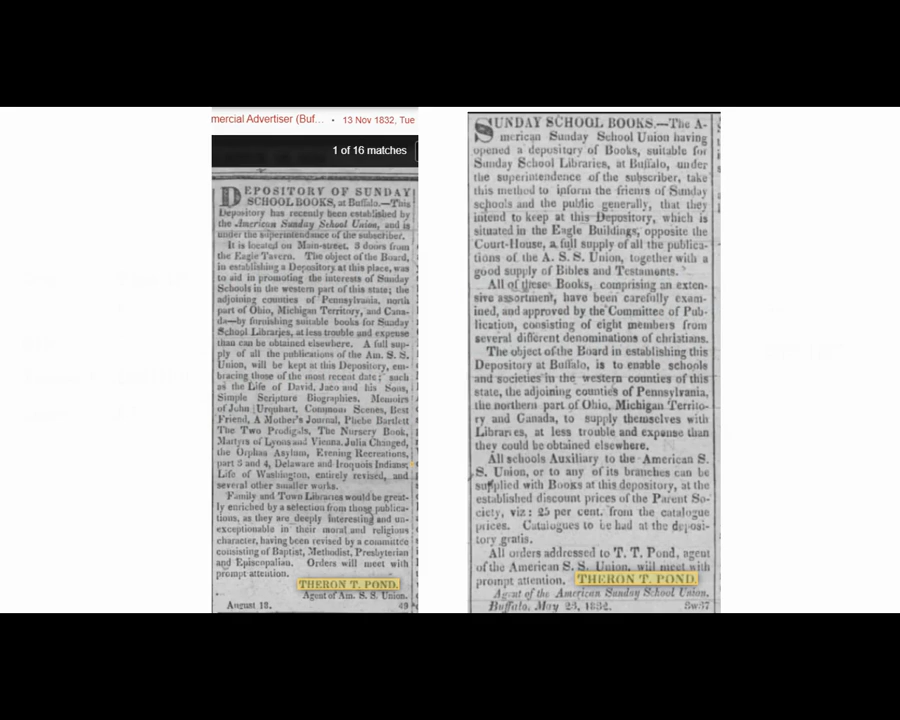 mercial Advertiser (Buf... - 13 Nov 1832, Tue
1 of 16 matches
DEPOSITORY OF SUNDAY
SCHOOL BOOKS, at Buffalo.—This
Depository has recently been established by
the American Sunday School Union, and is
under the superintendance of the subscriber.
It is located on Main-street. 3 doors from
the Eagle Tavern. The object of the Board,
in establishing a Depository at this place, was
to aid in promoting the interests of Sunday
Schools in the western part of this state; the
adjoining counties of Pennsylvania, north
part of Ohio, Michigan Territory, and Cana-
da—by furnishing suitable books for Sunday
School Libraries, at less trouble and expense
than can be obtained elsewhere. A full sup-
ply of all the publications of the Am. S. S.
Union, will be kept at this Depository, em-
bracing those of the most recent date; such
as the Life of David, Jaco and his Sons,
Simple Scripture Biographies. Memoirs
of John Urquhart, Common Scenes, Best
Friend, A Mother's Journal, Phebe Bartlett
The Two Prodigals, The Nursery Book,
Martyrs of Lyons and Vienna, Julia Changed,
the Orphan Asylum, Evening Recreations,
part 3 and 4, Delaware and Iroquois Indians,
Life of Washington, entirely revised, and
several other smaller works.
Family and Town Libraries would be great-
ly enriched by a selection from those publica-
tions, as they are deeply interesting and un-
exceptionable in their moral and religious
character, having been revised by a committee
consisting of Baptist, Methodist, Presbyterian
and Episcopalian. Orders will meet with
prompt attention.
THERON T. POND.
Agent of Am. S. S. Union.
August 13. 49
SUNDAY SCHOOL BOOKS.—The A-
merican Sunday School Union having
opened a depository of Books, suitable for
Sunday School Libraries, at Buffalo, under
the superintendence of the subscriber, take
this method to inform the friends of Sunday
schools and the public generally, that they
intend to keep at this Depository, which is
situated in the Eagle Buildings, opposite the
Court-House, a full supply of all the publica-
tions of the A. S. S. Union, together with a
good supply of Bibles and Testaments.
All of these Books, comprising an exten-
sive assortment, have been carefully exam-
ined, and approved by the Committee of Pub-
lication, consisting of eight members from
several different denominations of christians.
The object of the Board in establishing this
Depository at Buffalo, is to enable schools
and societies in the western counties of this
state, the adjoining counties of Pennsylvania,
the northern part of Ohio, Michigan Territo-
ry and Canada, to supply themselves with
Libraries, at less trouble and expense than
they could be obtained elsewhere.
All schools Auxiliary to the American S.
S. Union, or to any of its branches can be
supplied with Books at this depository, at the
established discount prices of the Parent So-
ciety, viz: 25 per cent. from the catalogue
prices. Catalogues to be had at the deposi-
tory gratis.
All orders addressed to T. T. Pond, agent
of the American S. S. Union, will meet with
prompt attention. THERON T. POND.
Agent of the American Sunday School Union.
Buffalo, May 23, 1832. 8w37